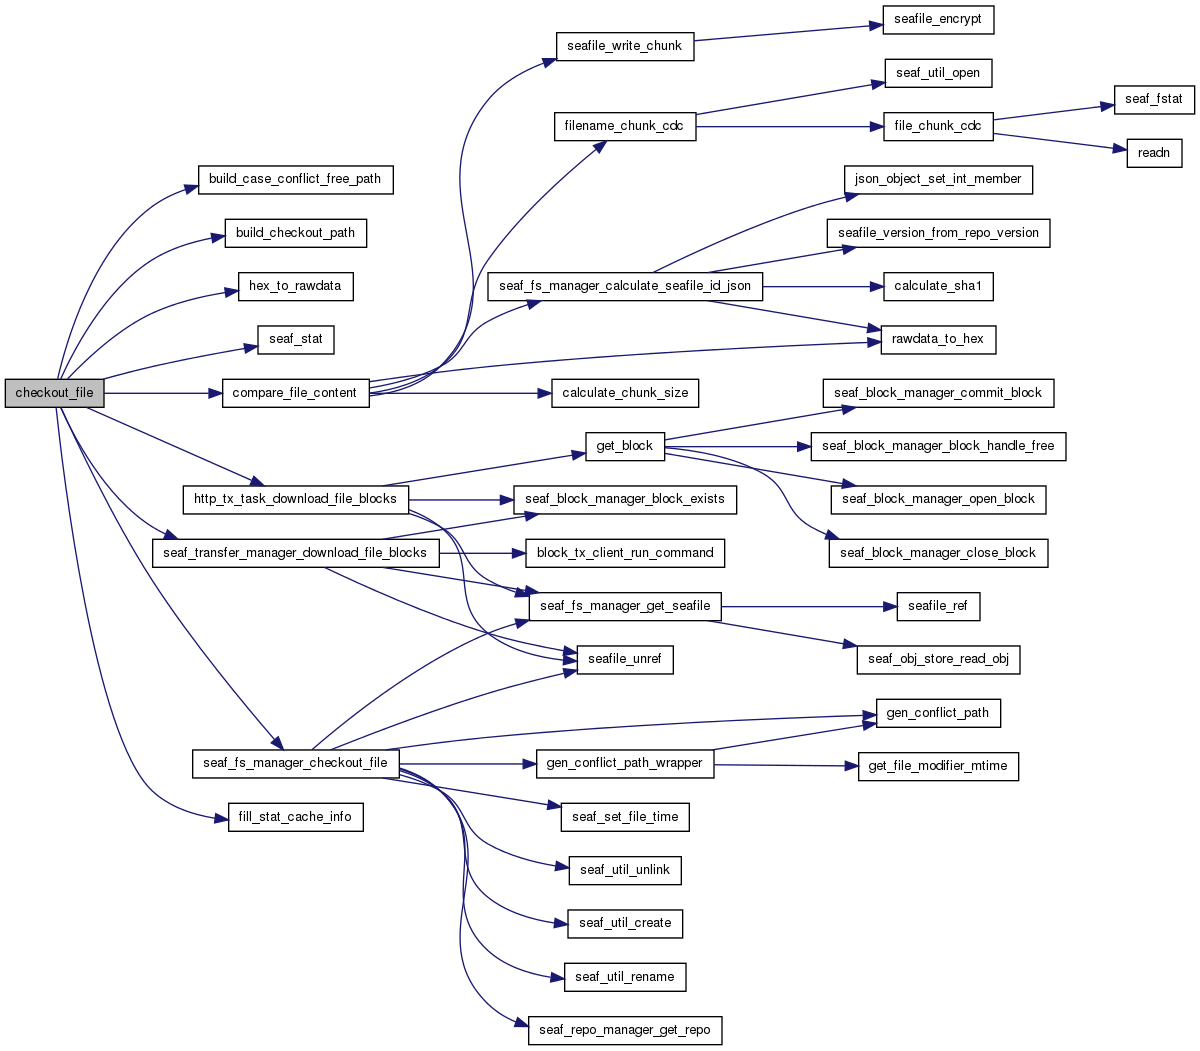 seafile_encrypt
seafile_write_chunk
seaf_util_open
seaf_fstat
filename_chunk_cdc
file_chunk_cdc
readn
build_case_conflict_free_path
json_object_set_int_member
build_checkout_path
seafile_version_from_repo_version
hex_to_rawdata
seaf_fs_manager_calculate_seafile_id_json
calculate_sha1
seaf_stat
rawdata_to_hex
checkout_file
compare_file_content
calculate_chunk_size
seaf_block_manager_commit_block
get_block
seaf_block_manager_block_handle_free
http_tx_task_download_file_blocks
seaf_block_manager_block_exists
seaf_block_manager_open_block
seaf_transfer_manager_download_file_blocks
block_tx_client_run_command
seaf_block_manager_close_block
seaf_fs_manager_get_seafile
seafile_ref
seafile_unref
seaf_obj_store_read_obj
gen_conflict_path
seaf_fs_manager_checkout_file
gen_conflict_path_wrapper
get_file_modifier_mtime
fill_stat_cache_info
seaf_set_file_time
seaf_util_unlink
seaf_util_create
seaf_util_rename
seaf_repo_manager_get_repo